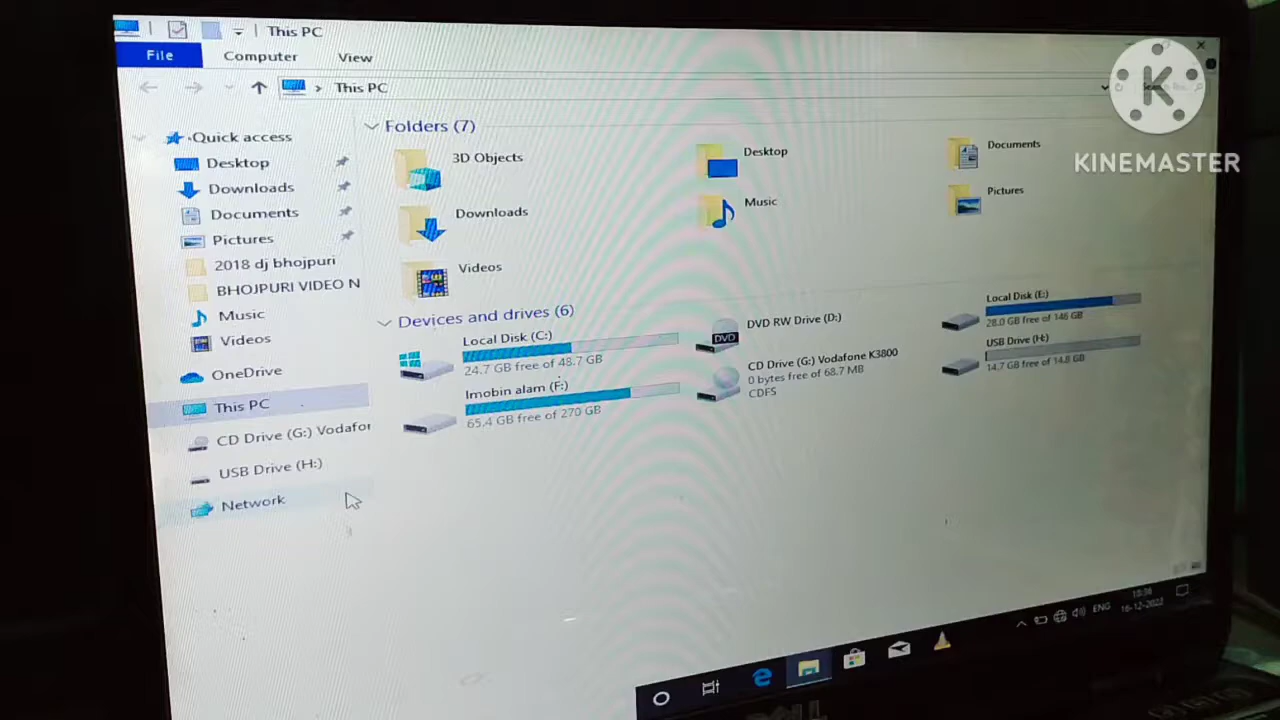 This PC
File
Computer
View
This PC
Quick access
Desktop
Downloads
Documents
Pictures
2018 dj bhojpuri
BHOJPURI VIDEO N
Music
Videos
OneDrive
This PC
CD Drive (G:) Vodafor
USB Drive (H:)
Network
Folders (7)
3D Objects
Desktop
Documents
Downloads
Music
Pictures
Videos
Devices and drives (6)
Local Disk (C:)
24.7 GB free of 48.7 GB
DVD RW Drive (D:)
DVD
Local Disk (E:)
28.0 GB free of 146 GB
Imobin alam (F:)
65.4 GB free of 270 GB
CD Drive (G:) Vodafone K3800
0 bytes free of 68.7 MB
CDFS
USB Drive (H:)
14.7 GB free of 14.8 GB
K
KINEMASTER
ENG
16-12-2022
DELL